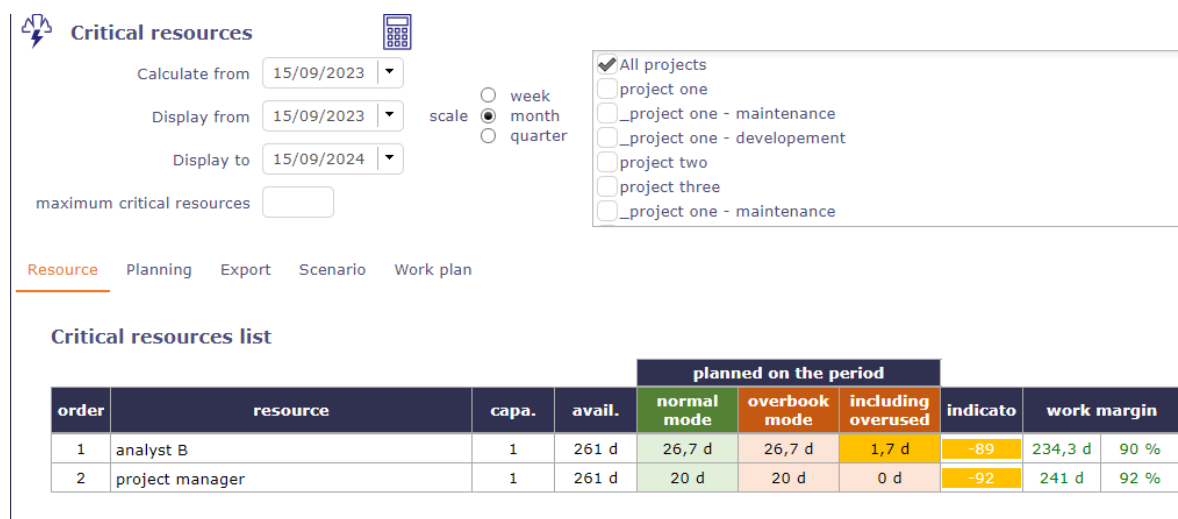 Critical resources
Calculate from 15/09/2023
Display from 15/09/2023
Display to 15/09/2024
maximum critical resources
scale
week
month
quarter
All projects
project one
_project one - maintenance
_project one - developement
project two
project three
_project one - maintenance
Resource Planning Export Scenario Work plan
Critical resources list
planned on the period
order resource capa. avail. normal mode overbook mode including overused indicato work margin
1 analyst B 1 261 d 26,7 d 26,7 d 1,7 d -89 234,3 d 90 %
2 project manager 1 261 d 20 d 20 d 0 d -92 241 d 92 %